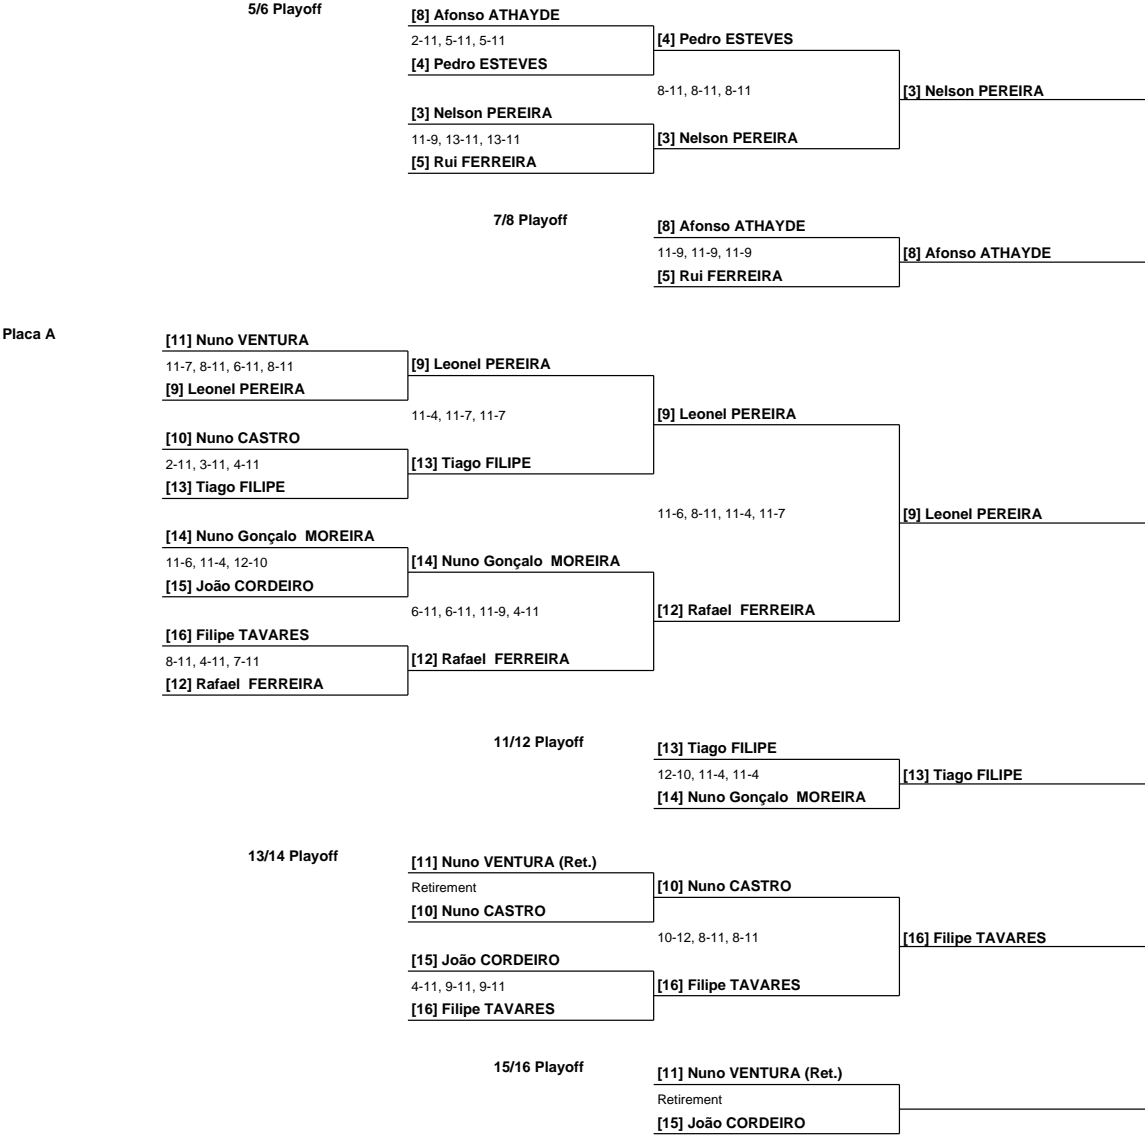 5/6 Playoff
[8] Afonso ATHAYDE
2-11, 5-11, 5-11
[4] Pedro ESTEVES
[4] Pedro ESTEVES
8-11, 8-11, 8-11
[3] Nelson PEREIRA
[3] Nelson PEREIRA
11-9, 13-11, 13-11
[3] Nelson PEREIRA
[5] Rui FERREIRA
7/8 Playoff
[8] Afonso ATHAYDE
11-9, 11-9, 11-9
[8] Afonso ATHAYDE
[5] Rui FERREIRA
Placa A
[11] Nuno VENTURA
11-7, 8-11, 6-11, 8-11
[9] Leonel PEREIRA
[9] Leonel PEREIRA
11-4, 11-7, 11-7
[9] Leonel PEREIRA
[10] Nuno CASTRO
2-11, 3-11, 4-11
[13] Tiago FILIPE
[13] Tiago FILIPE
11-6, 8-11, 11-4, 11-7
[9] Leonel PEREIRA
[14] Nuno Gonçalo  MOREIRA
11-6, 11-4, 12-10
[14] Nuno Gonçalo  MOREIRA
[15] João CORDEIRO
6-11, 6-11, 11-9, 4-11
[12] Rafael  FERREIRA
[16] Filipe TAVARES
8-11, 4-11, 7-11
[12] Rafael  FERREIRA
[12] Rafael  FERREIRA
11/12 Playoff
[13] Tiago FILIPE
12-10, 11-4, 11-4
[13] Tiago FILIPE
[14] Nuno Gonçalo  MOREIRA
13/14 Playoff
[11] Nuno VENTURA (Ret.)
Retirement
[10] Nuno CASTRO
[10] Nuno CASTRO
10-12, 8-11, 8-11
[16] Filipe TAVARES
[15] João CORDEIRO
4-11, 9-11, 9-11
[16] Filipe TAVARES
[16] Filipe TAVARES
15/16 Playoff
[11] Nuno VENTURA (Ret.)
Retirement
[15] João CORDEIRO